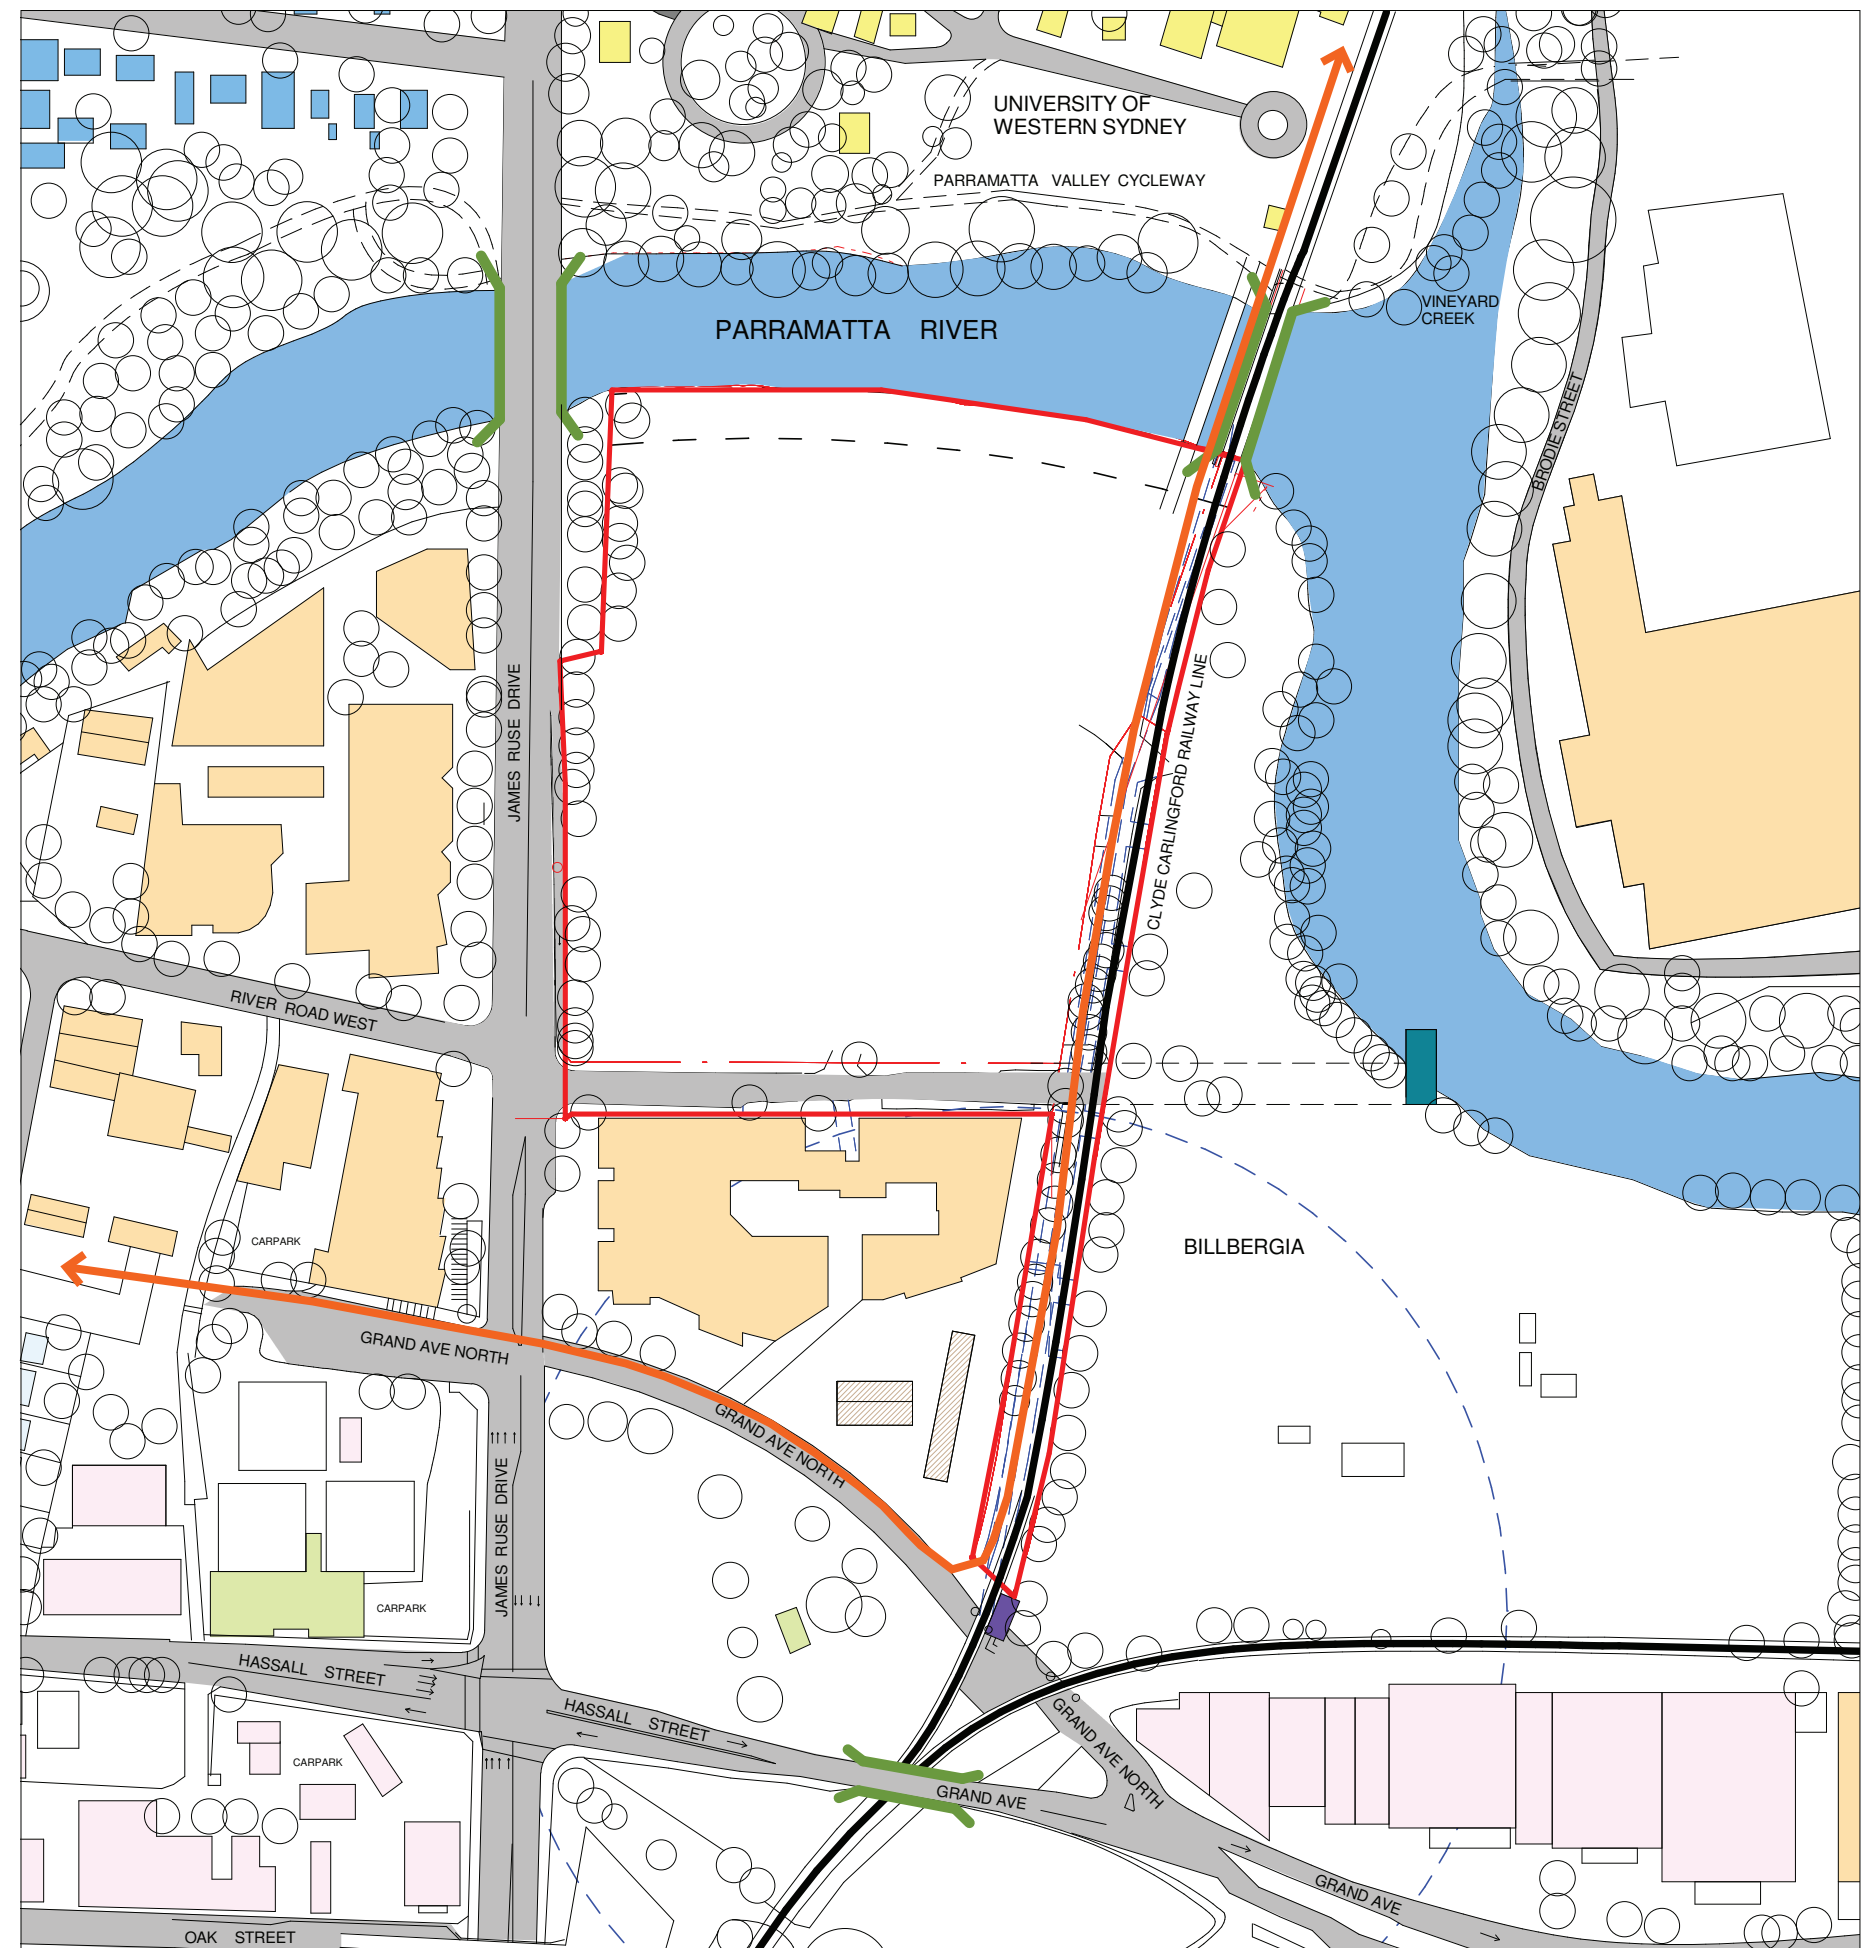 UNIVERSITY OF
WESTERN SYDNEY
PARRAMATTA VALLEY CYCLEWAY
VINEYARD
CREEK
PARRAMATTA RIVER
BRODIE STREET
JAMES RUSE DRIVE
CLYDE CARLINGFORD RAILWAY LINE
RIVER ROAD WEST
CARPARK
BILLBERGIA
GRAND AVE NORTH
GRAND AVE NORTH
JAMES RUSE DRIVE
CARPARK
HASSALL STREET
HASSALL STREET
GRAND AVE NORTH
CARPARK
GRAND AVE
GRAND AVE
OAK STREET